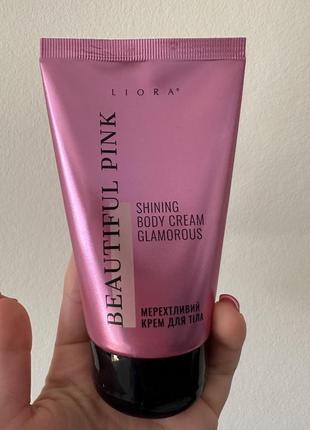 LIORA®
BEAUTIFUL PINK
SHINING
BODY CREAM
GLAMOROUS
МЕРЕХТЛИВИЙ
КРЕМ ДЛЯ ТІЛА